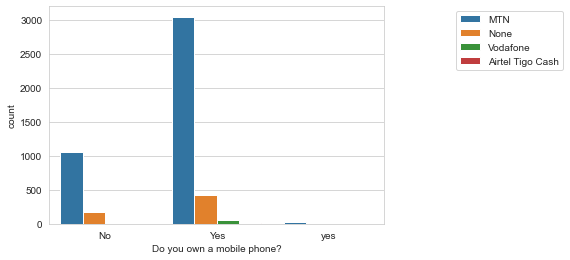 3000
2500
2000
1500
1000
500
0
count
No
Yes
yes
Do you own a mobile phone?
MTN
None
Vodafone
Airtel Tigo Cash